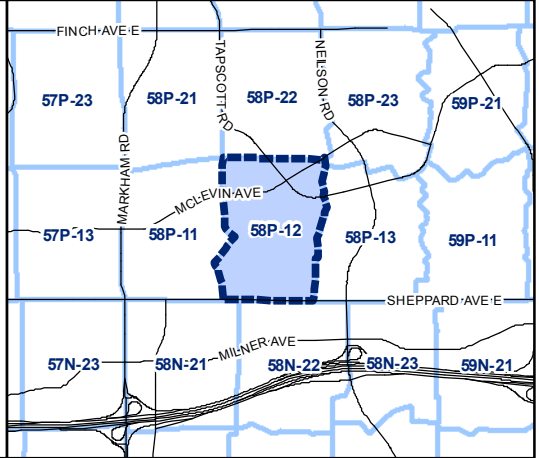 FINCH AVE E
TAPSCOTT RD
NEILSON RD
57P-23
58P-21
58P-22
58P-23
59P-21
MARKHAM RD
MCLEVIN AVE
57P-13
58P-11
58P-12
58P-13
59P-11
SHEPPARD AVE E
MILNER AVE
57N-23
58N-21
58N-22
58N-23
59N-21